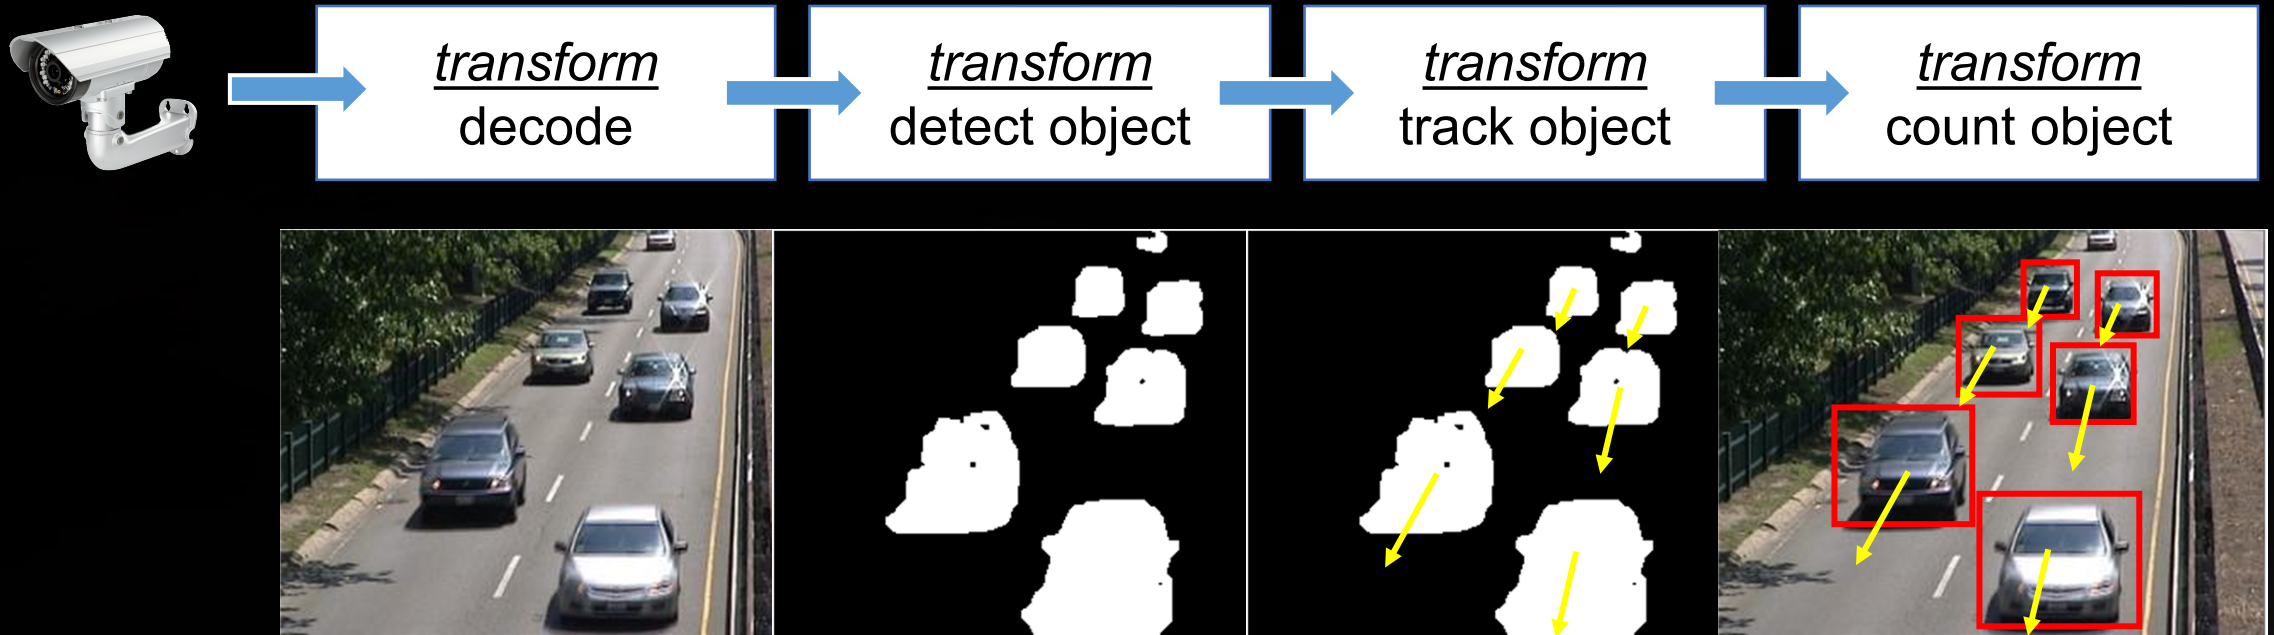 transform
decode
transform
detect object
transform
track object
transform
count object